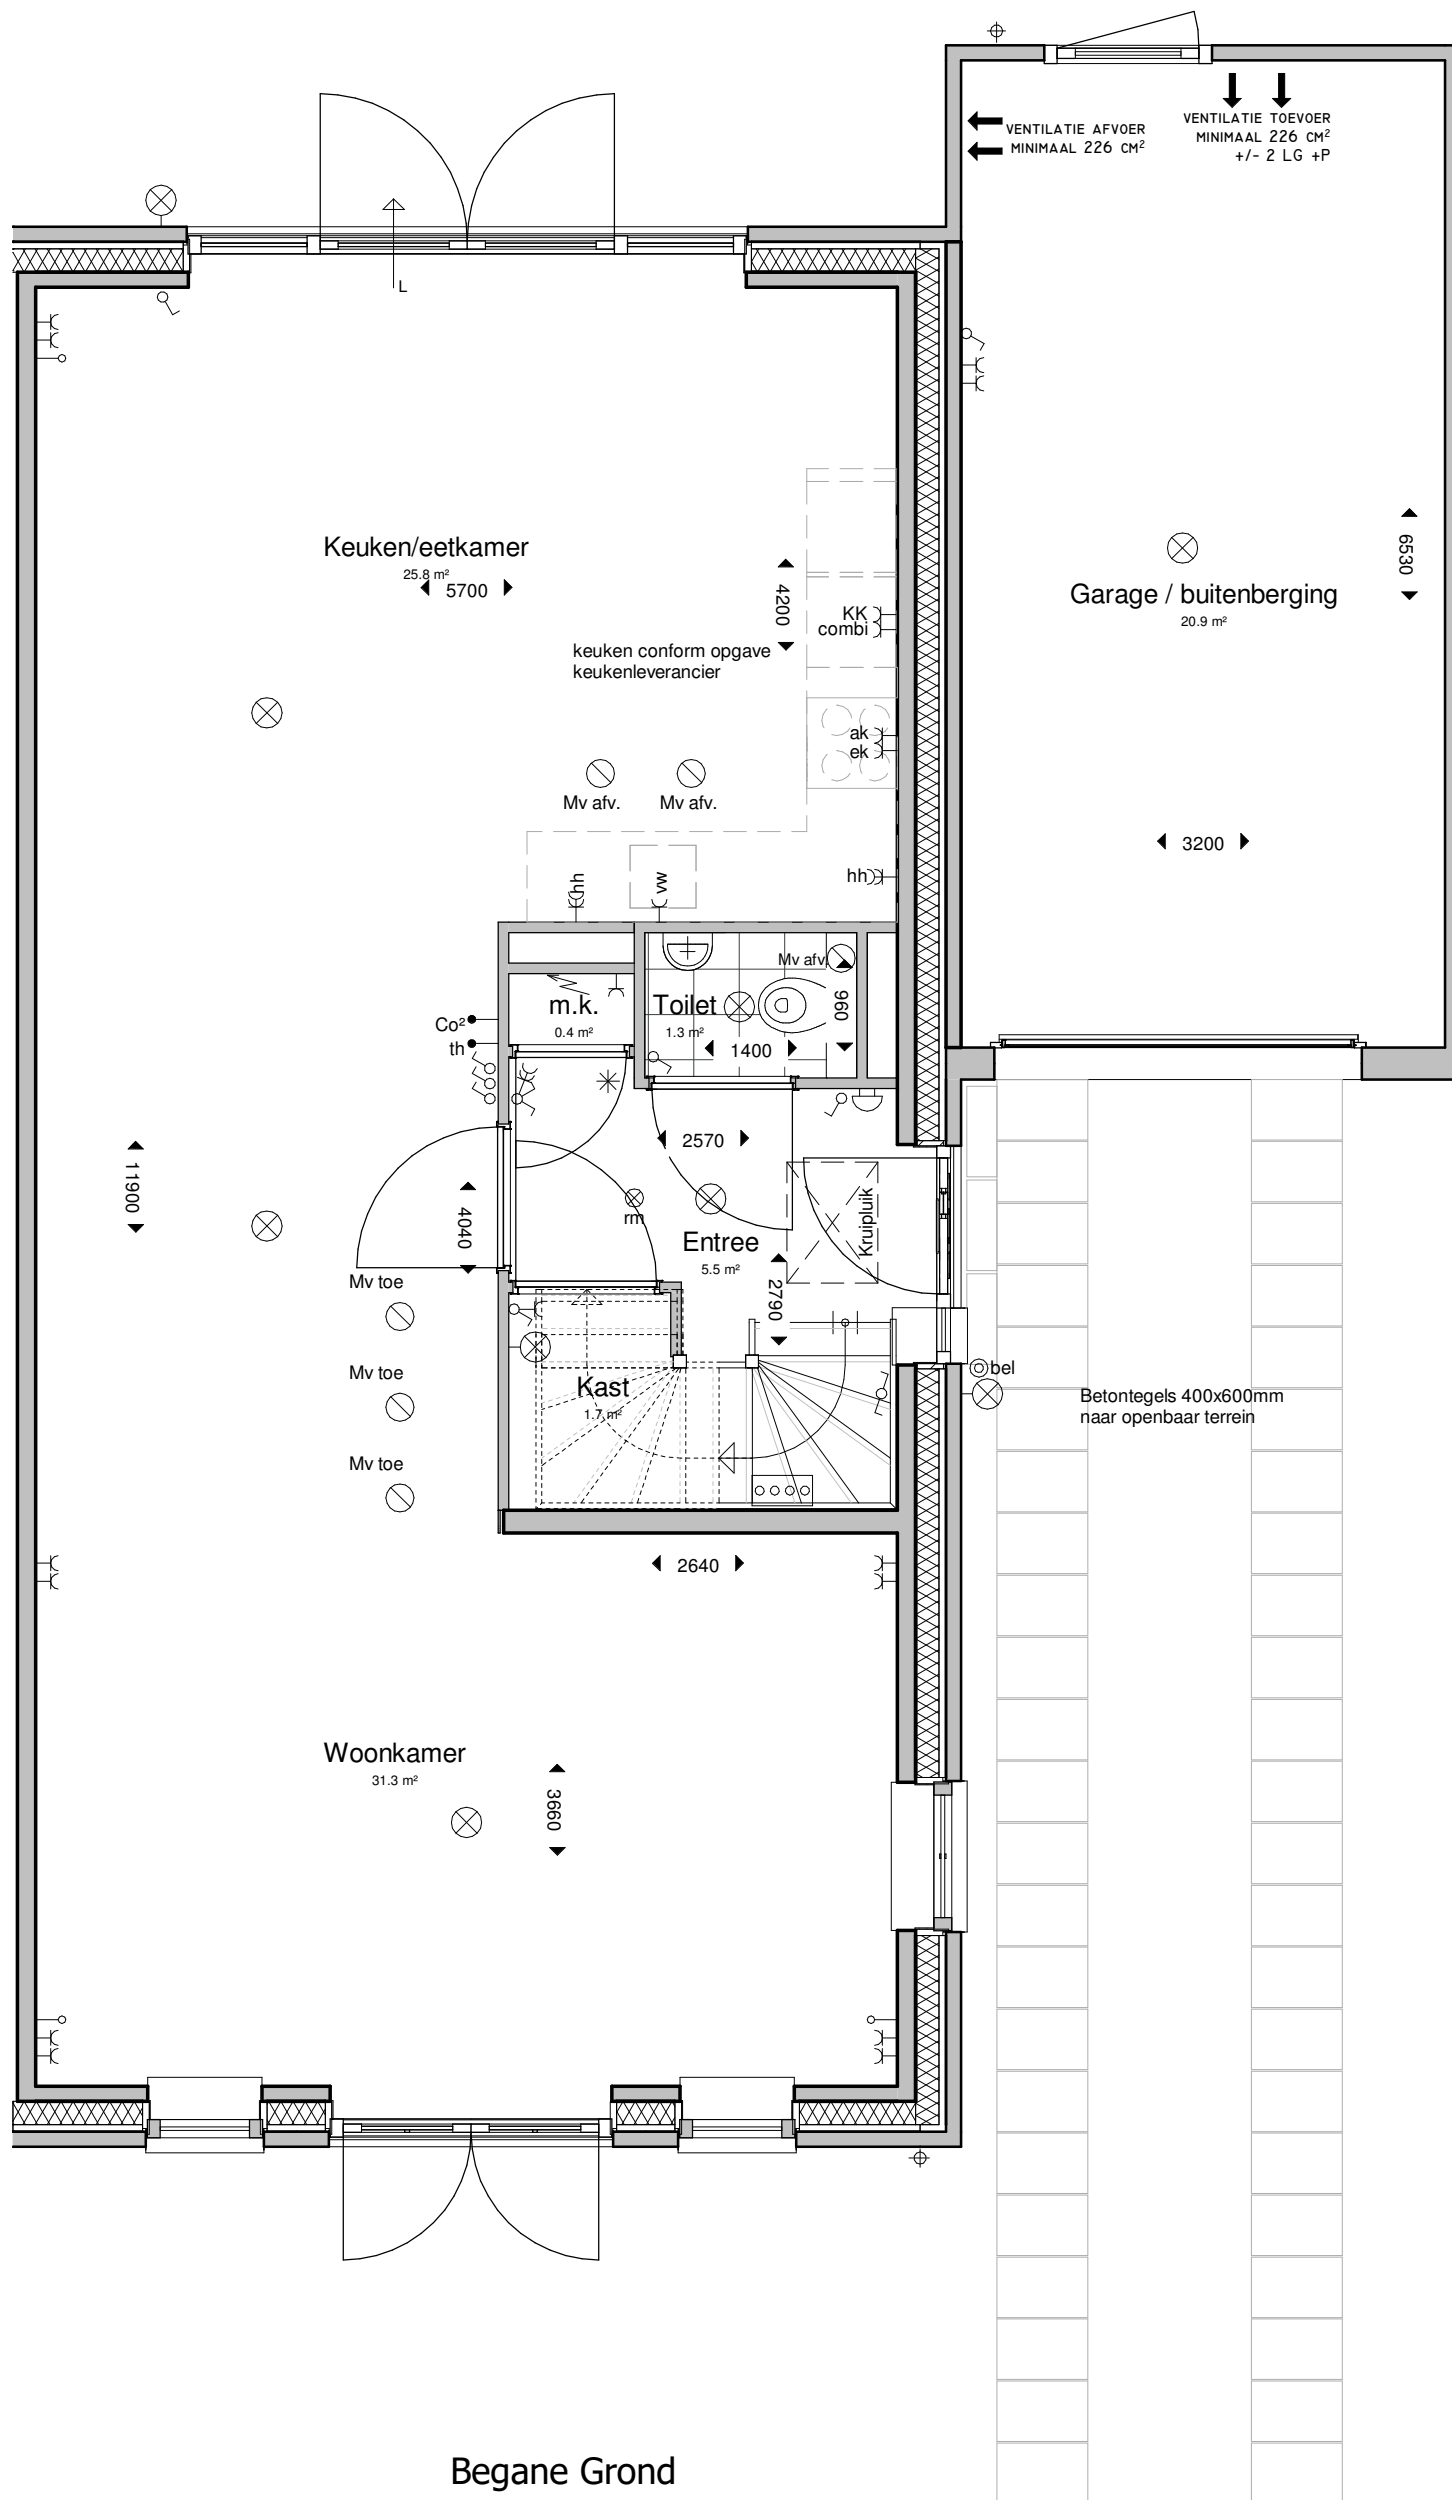 VENTILATIE AFVOER
MINIMAAL 226 CM²
VENTILATIE TOEVOER
MINIMAAL 226 CM²
+/- 2 LG +P
L
Keuken/eetkamer
25.8 m²
5700
4200
KK
combi
keuken conform opgave
keukenleverancier
6530
Garage / buitenberging
20.9 m²
ak
ek
Mv afv.
Mv afv.
3200
hh
vw
hh
Mv afv.
m.k.
0.4 m²
Toilet
1.3 m²
960
1400
Co²
th
2570
11900
4040
rm
Kruipluik
Entree
5.5 m²
2790
Mv toe
Mv toe
Mv toe
Kast
1.7 m²
bel
Betontegels 400x600mm
naar openbaar terrein
2640
Woonkamer
31.3 m²
3660
Begane Grond